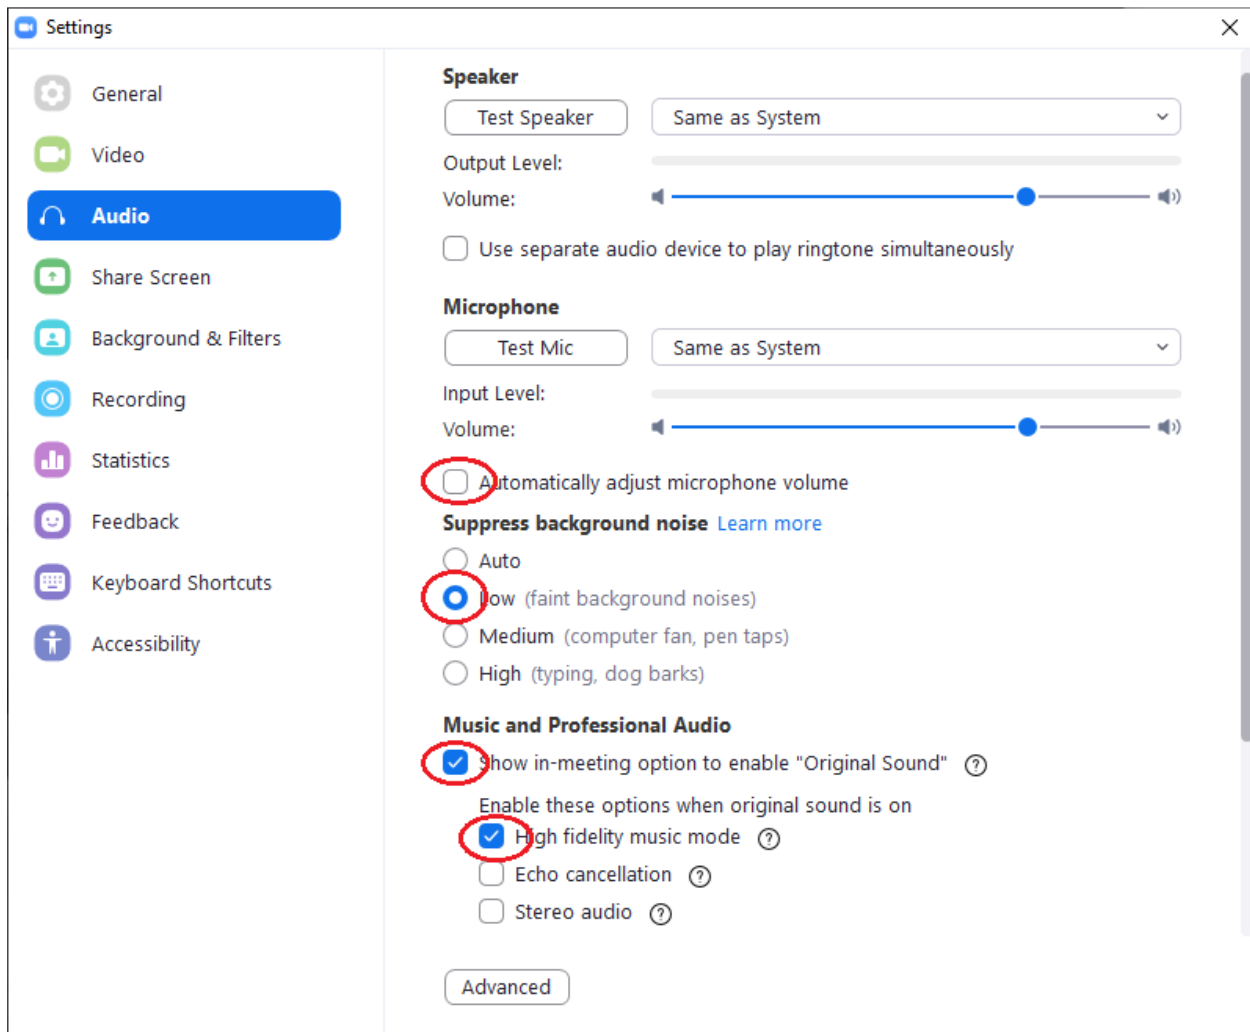 Settings
General
Video
Audio
Share Screen
Background & Filters
Recording
Statistics
Feedback
Keyboard Shortcuts
Accessibility
Speaker
Test Speaker
Same as System
Output Level:
Volume:
Use separate audio device to play ringtone simultaneously
Microphone
Test Mic
Same as System
Input Level:
Volume:
Automatically adjust microphone volume
Suppress background noise Learn more
Auto
Low (faint background noises)
Medium (computer fan, pen taps)
High (typing, dog barks)
Music and Professional Audio
Show in-meeting option to enable "Original Sound" ?
Enable these options when original sound is on
High fidelity music mode ?
Echo cancellation ?
Stereo audio ?
Advanced